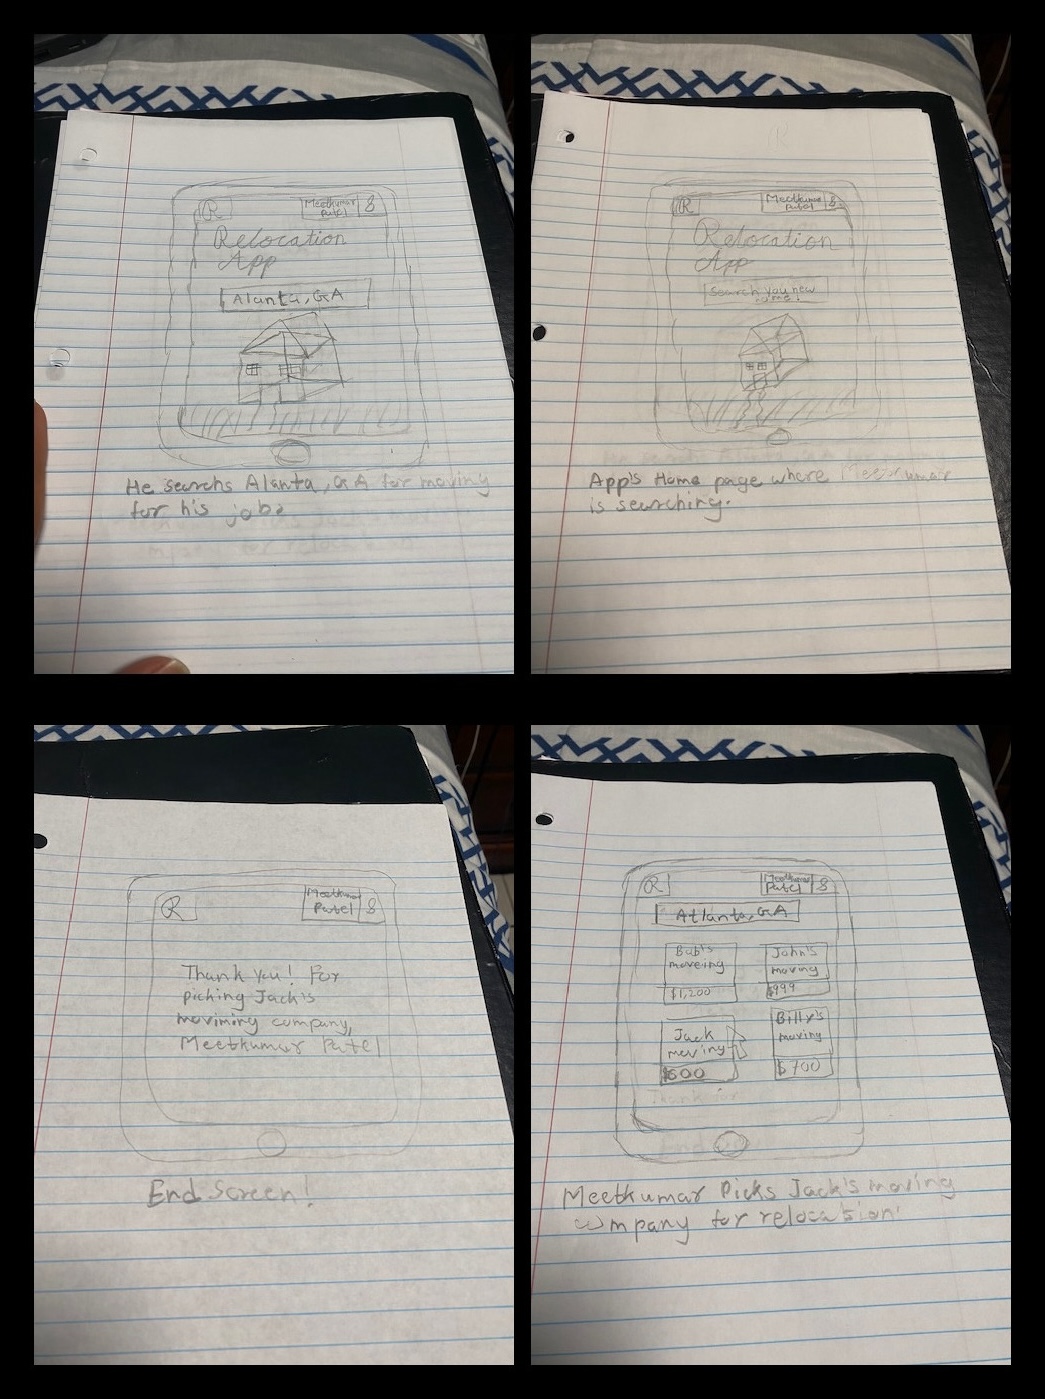 R
Meetkumar
Patel
8
Relocation
App
Alanta, GA
He searchs Alanta, GA for moving
for his job.
R
Meetkumar
Patel
8
Relocation
App
Search you new
home!
App's Home page where Meetkumar
is searching.
R
Meetkumar
Patel
8
Thank you! For
picking Jack's
moviming company,
Meetkumar Patel
End Screen!
R
Meetkumar
Patel
8
Atlanta, GA
Bob's
moveing
$1,200
John's
moving
$999
Jack
moving
$600
Billy's
moving
$700
Meetkumar Picks Jack's moving
company for relocation